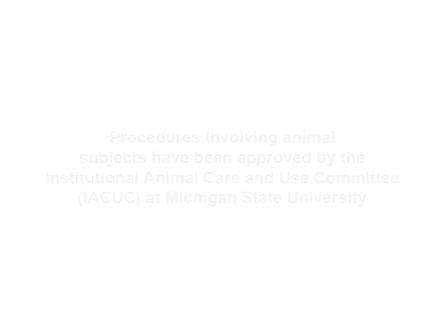 Procedures involving animal
subjects have been approved by the
Institutional Animal Care and Use Committee
(IACUC) at Michigan State University